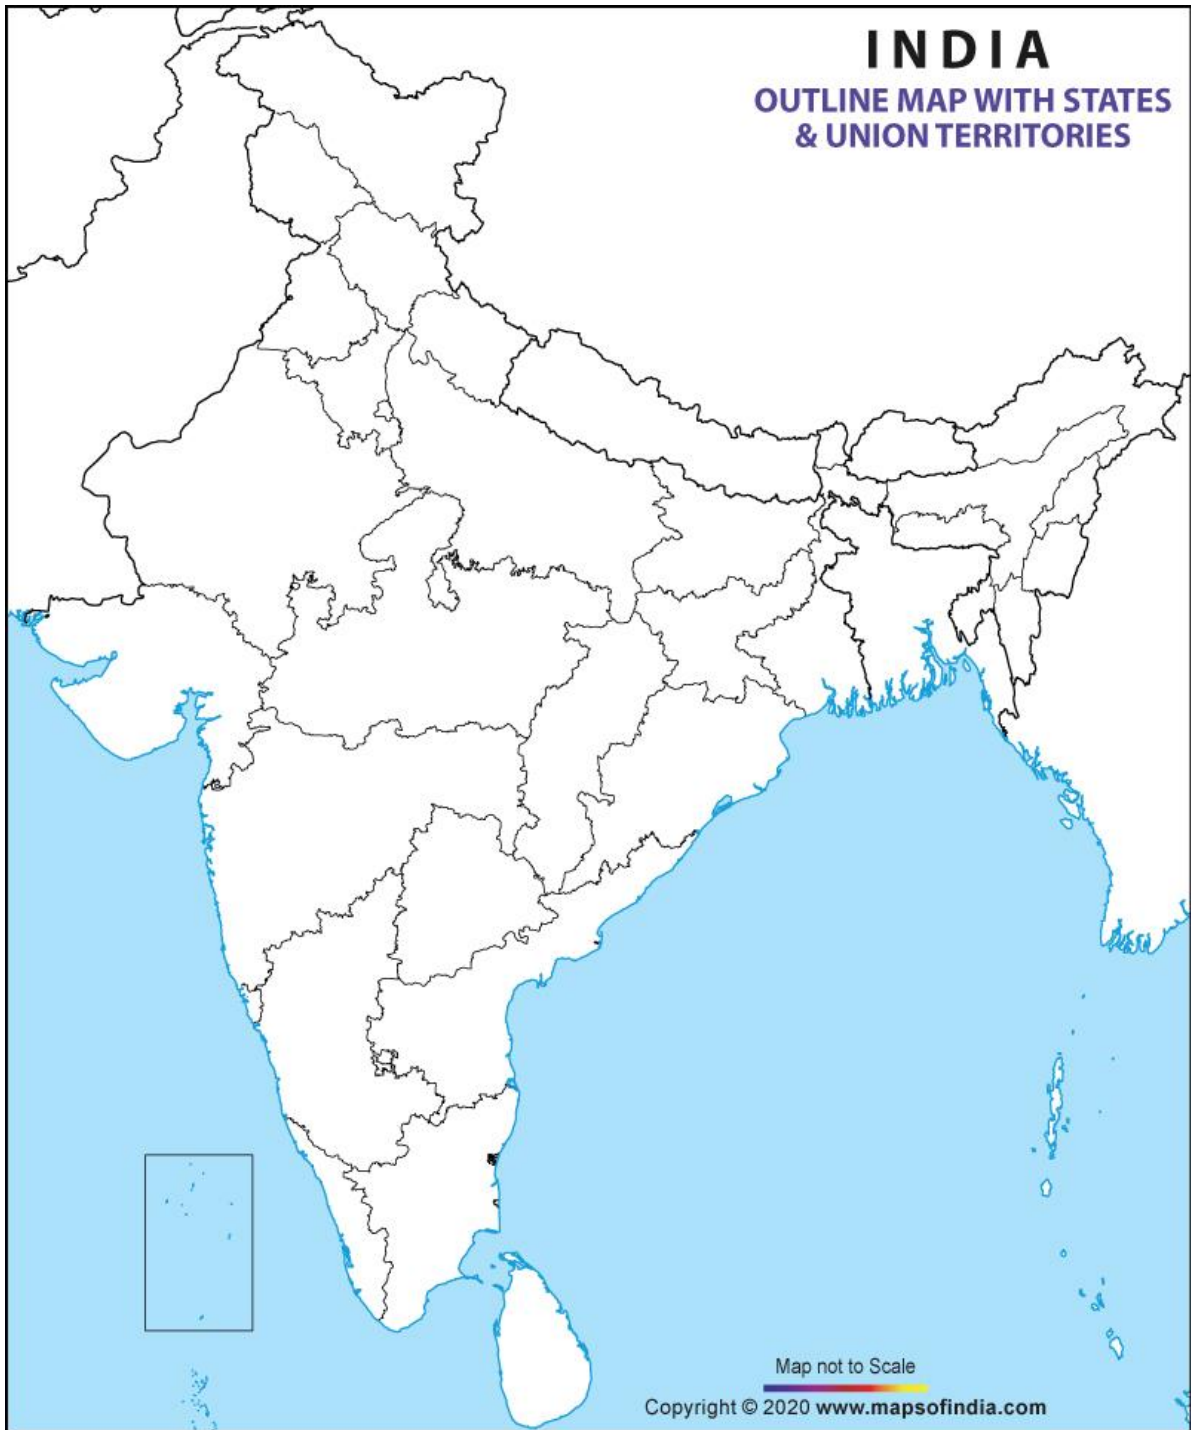 INDIA
OUTLINE MAP WITH STATES
& UNION TERRITORIES
Map not to Scale
Copyright © 2020 www.mapsofindia.com